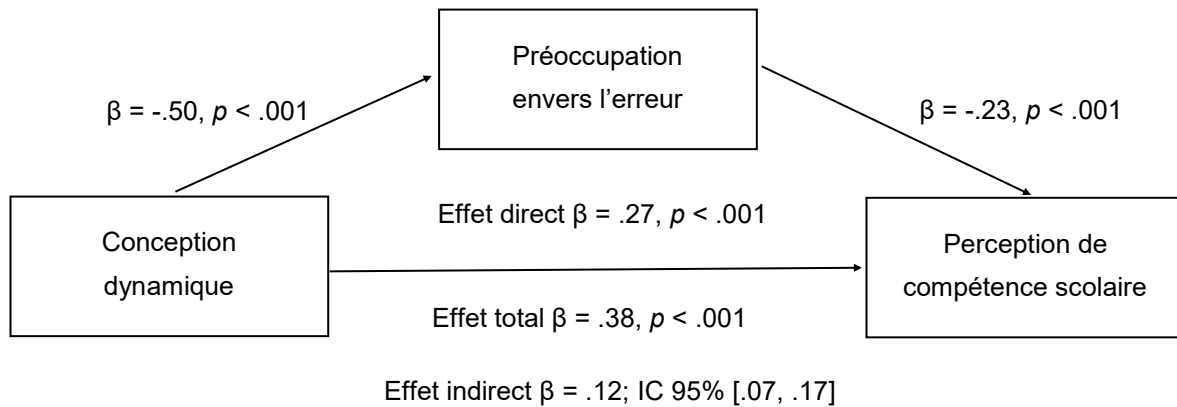 Préoccupation
envers l’erreur
β = -.50, p < .001
β = -.23, p < .001
Conception
dynamique
Effet direct β = .27, p < .001
Perception de
compétence scolaire
Effet total β = .38, p < .001
Effet indirect β = .12; IC 95% [.07, .17]